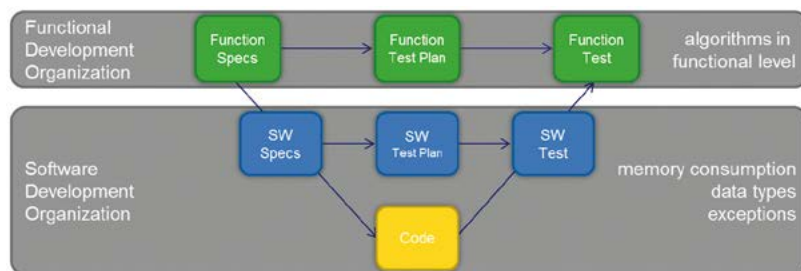 Functional
Development
Organization
Function
Specs
Function
Test Plan
Function
Test
algorithms in
functional level
Software
Development
Organization
SW
Specs
SW
Test Plan
SW
Test
Code
memory consumption
data types
exceptions